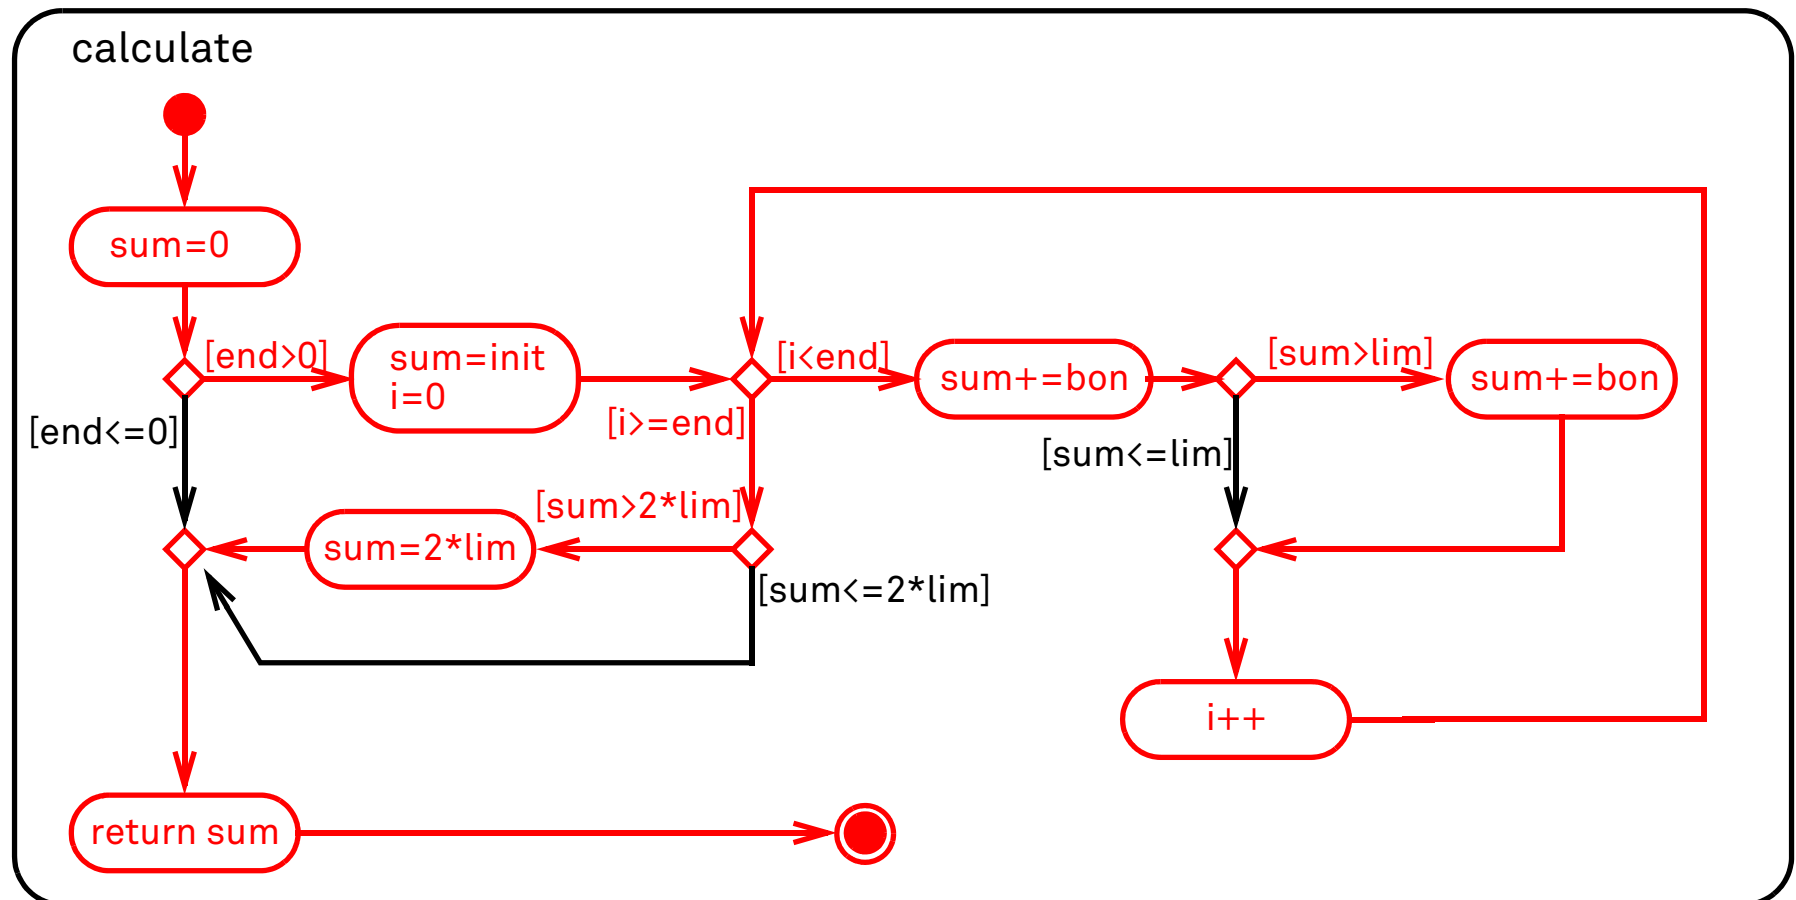 calculate
sum=0
[end>0]
sum=init
i=0
[i<end]
sum+=bon
[sum>lim]
sum+=bon
[end<=0]
[i>=end]
[sum<=lim]
[sum>2*lim]
sum=2*lim
[sum<=2*lim]
i++
return sum